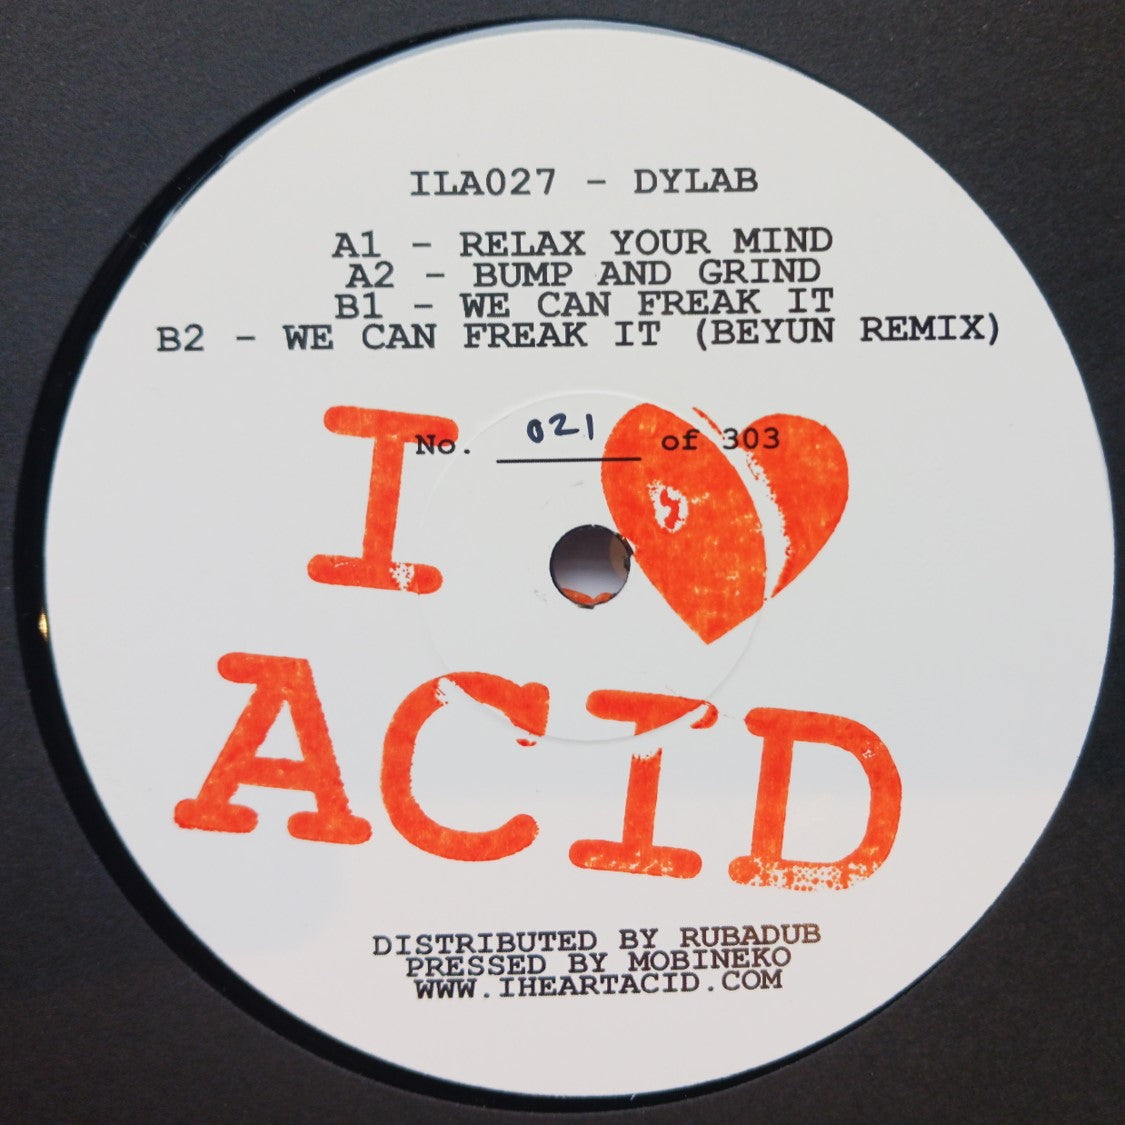 ILA027 - DYLAB
A1 - RELAX YOUR MIND
A2 - BUMP AND GRIND
B1 - WE CAN FREAK IT
B2 - WE CAN FREAK IT (BEYUN REMIX)
No. 021 of 303
I
ACID
DISTRIBUTED BY RUBADUB
PRESSED BY MOBINEKO
WWW.IHEARTACID.COM